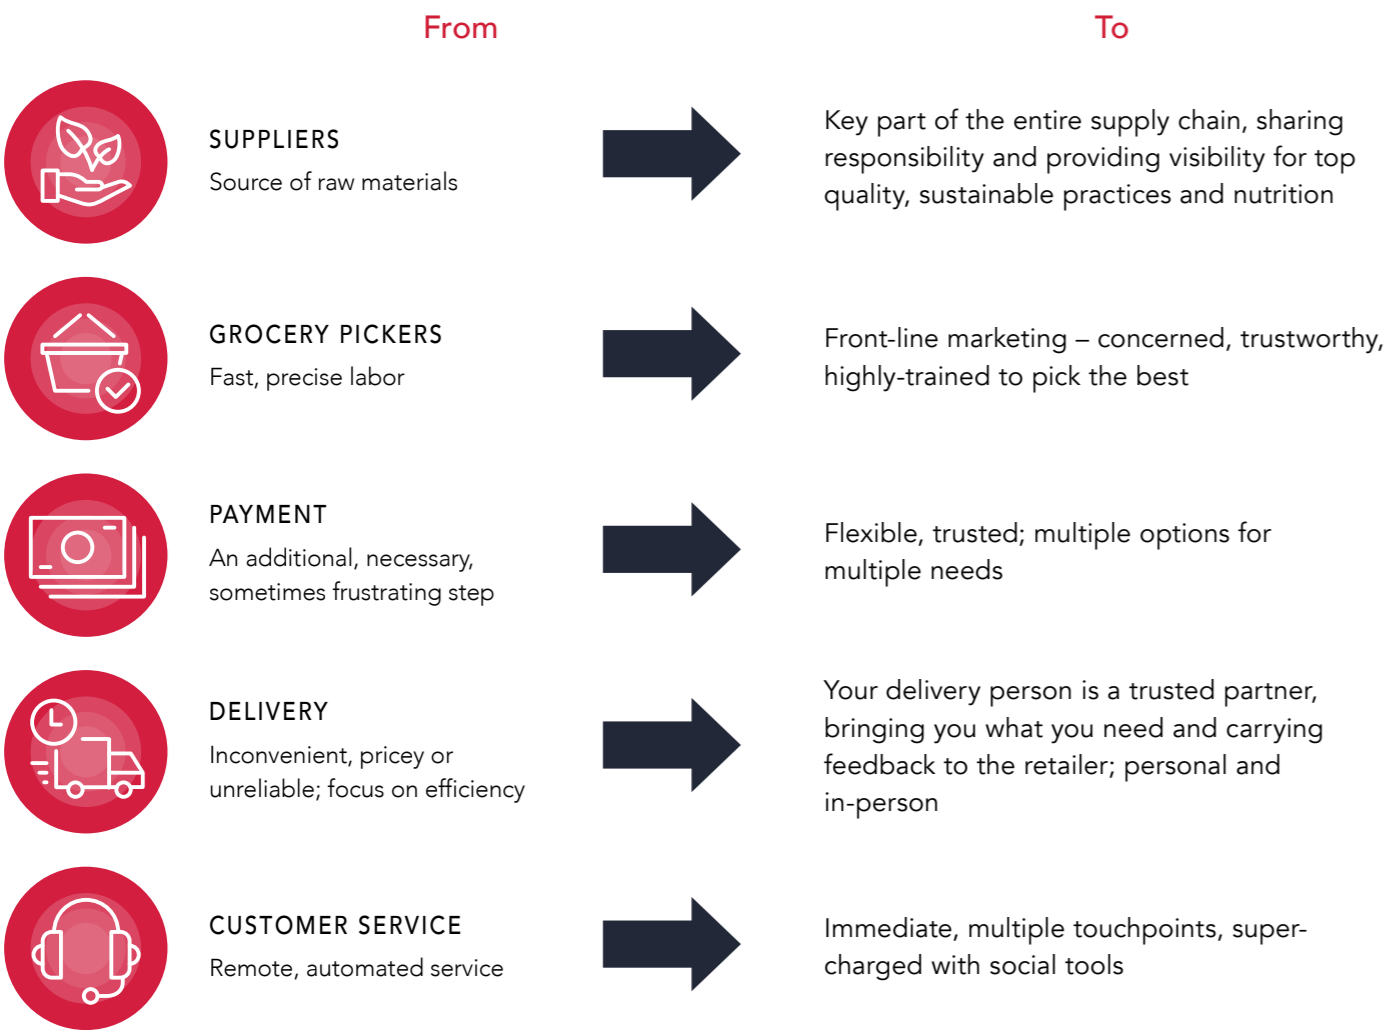 From
To
SUPPLIERS
Source of raw materials
Key part of the entire supply chain, sharing
responsibility and providing visibility for top
quality, sustainable practices and nutrition
GROCERY PICKERS
Fast, precise labor
Front-line marketing – concerned, trustworthy,
highly-trained to pick the best
PAYMENT
An additional, necessary,
sometimes frustrating step
Flexible, trusted; multiple options for
multiple needs
DELIVERY
Inconvenient, pricey or
unreliable; focus on efficiency
Your delivery person is a trusted partner,
bringing you what you need and carrying
feedback to the retailer; personal and
in-person
CUSTOMER SERVICE
Remote, automated service
Immediate, multiple touchpoints, super-
charged with social tools